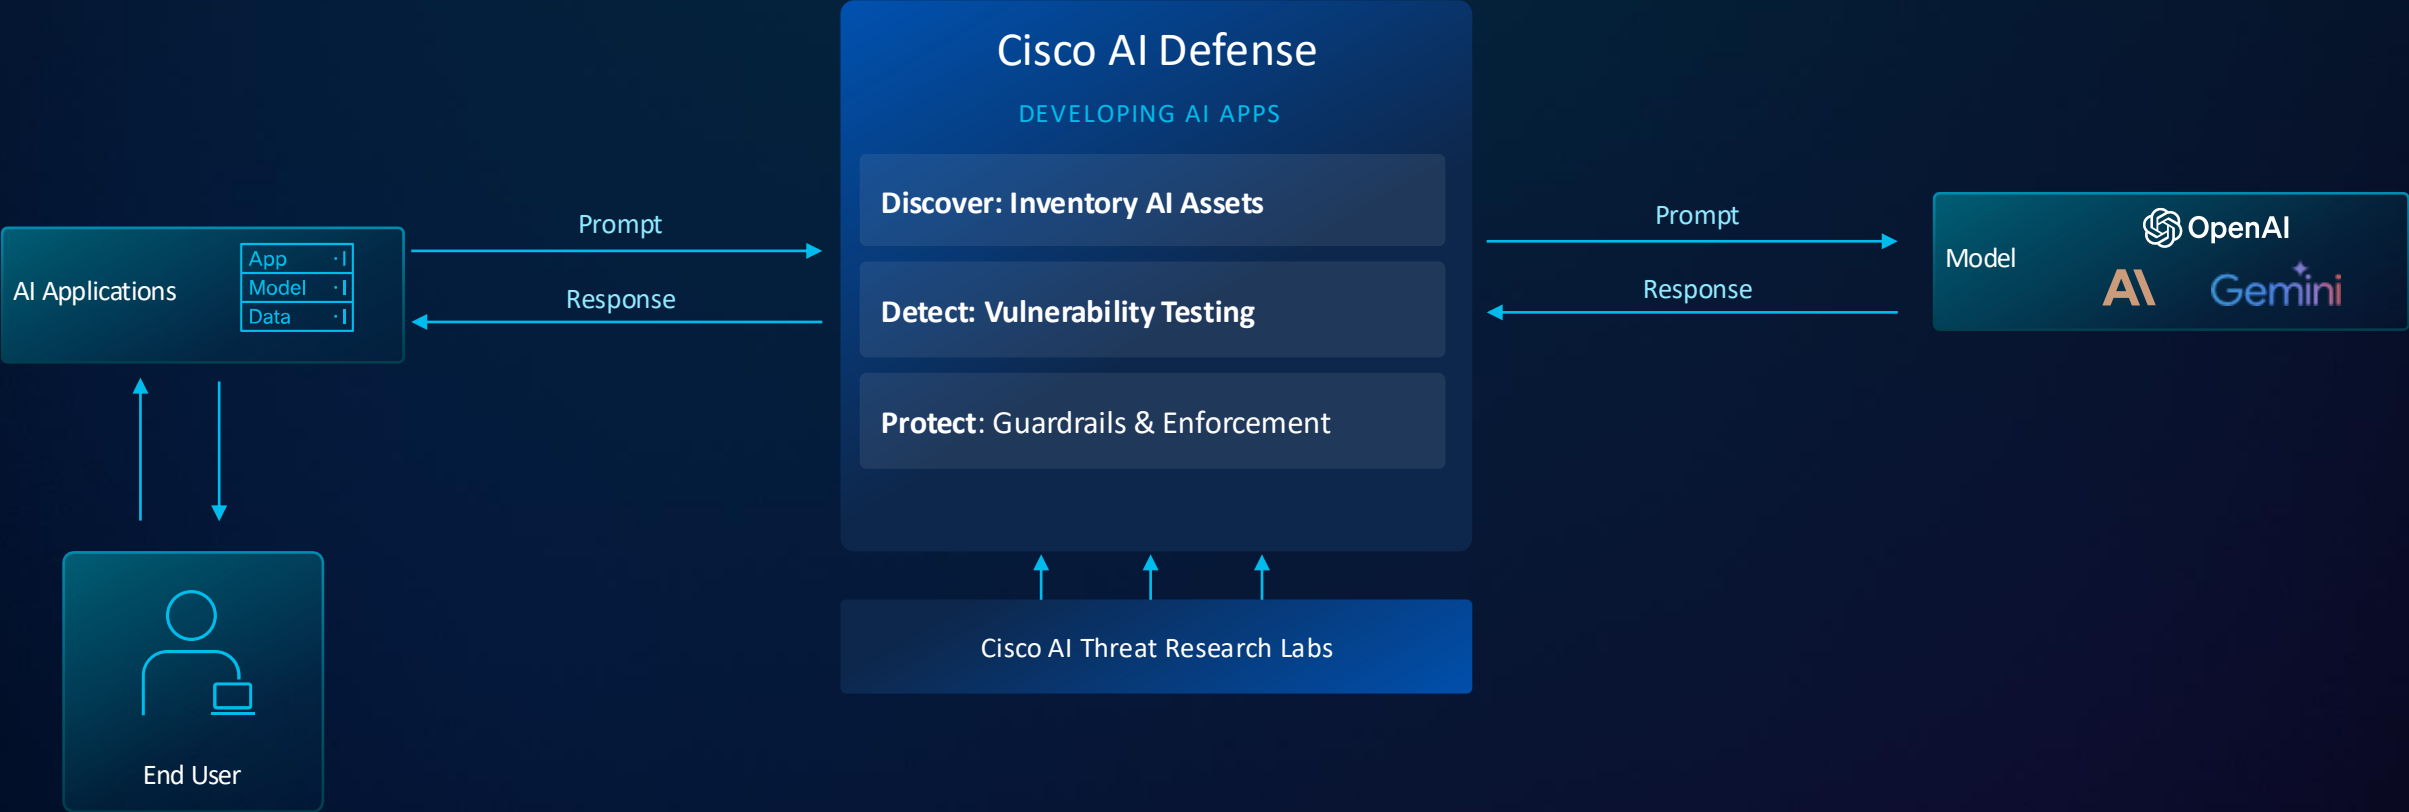 Cisco AI Defense
DEVELOPING AI APPS
Discover: Inventory AI Assets
Detect: Vulnerability Testing
Protect: Guardrails & Enforcement
AI Applications
App
Model
Data
Prompt
Response
Prompt
Response
Model
OpenAI
AI
Gemini
Cisco AI Threat Research Labs
End User